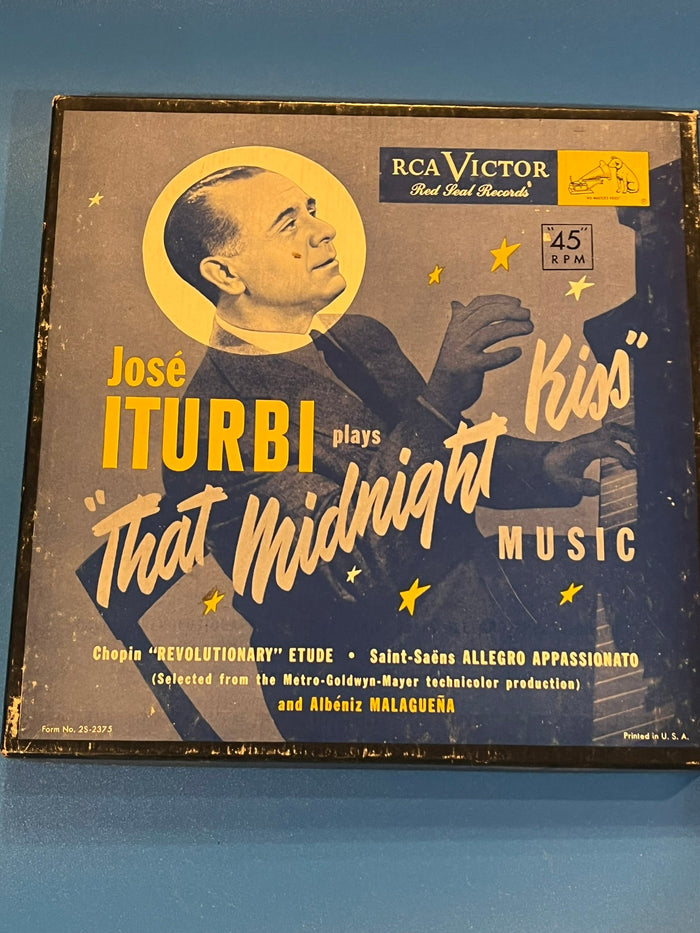 RCA VICTOR
Red Seal Records
"HIS MASTER'S VOICE"
"45"
RPM
José
ITURBI plays
"That Midnight Kiss"
MUSIC
Chopin "REVOLUTIONARY" ETUDE • Saint-Saëns ALLEGRO APPASSIONATO
(Selected from the Metro-Goldwyn-Mayer technicolor production)
and Albéniz MALAGUEÑA
Form No. 2S-2375
Printed in U. S. A.